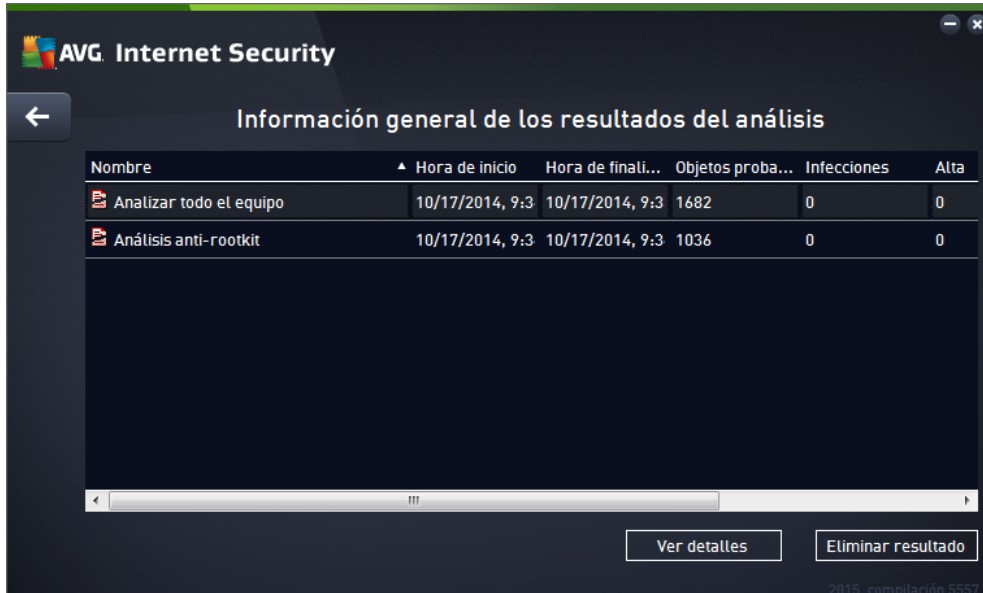 AVG Internet Security
Información general de los resultados del análisis
Nombre Hora de inicio Hora de finali... Objetos proba... Infecciones Alta
Analizar todo el equipo 10/17/2014, 9:3 10/17/2014, 9:3 1682 0 0
Análisis anti-rootkit 10/17/2014, 9:3 10/17/2014, 9:3 1036 0 0
Ver detalles Eliminar resultado
2015 compilación 5557